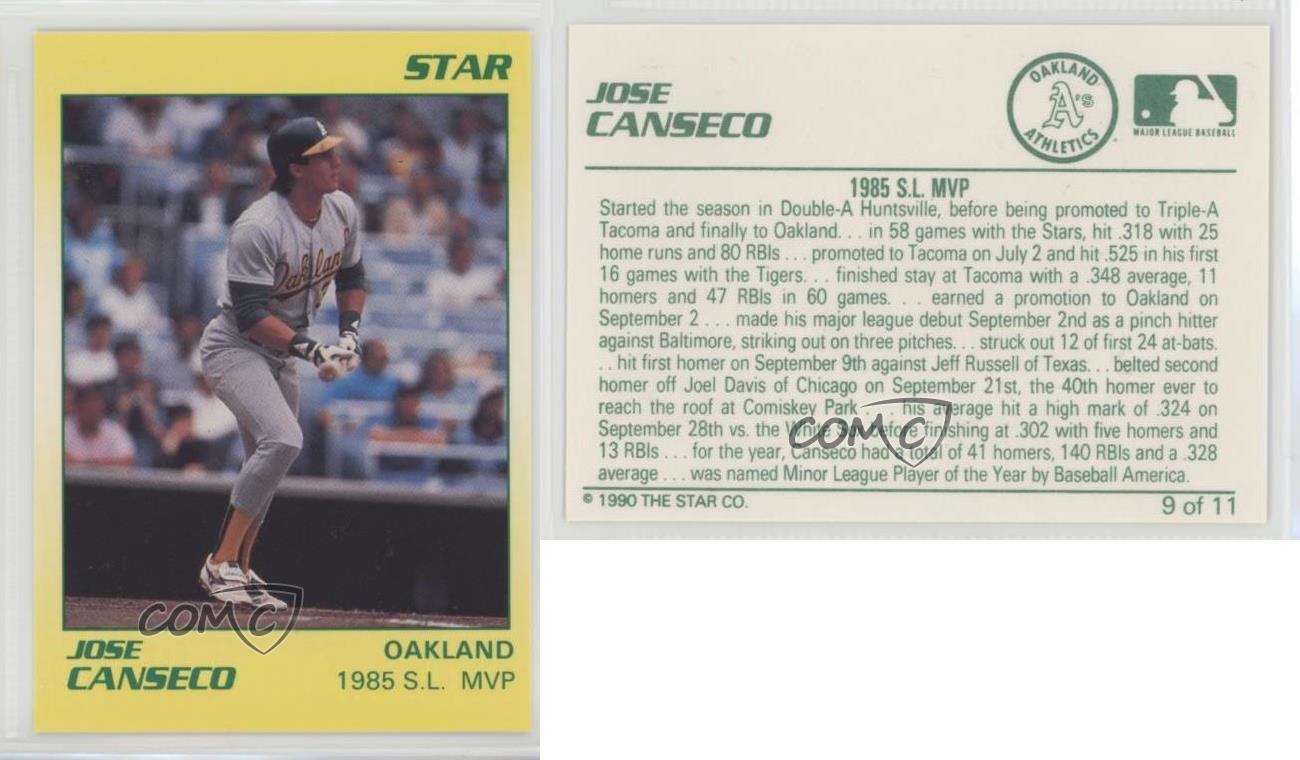 STAR
Oakland
COMC
JOSE
CANSECO
OAKLAND
1985 S.L. MVP
JOSE
CANSECO
OAKLAND
A's
ATHLETICS
MAJOR LEAGUE BASEBALL
1985 S.L. MVP
Started the season in Double-A Huntsville, before being promoted to Triple-A
Tacoma and finally to Oakland. . . in 58 games with the Stars, hit .318 with 25
home runs and 80 RBIs . . . promoted to Tacoma on July 2 and hit .525 in his first
16 games with the Tigers. . . finished stay at Tacoma with a .348 average, 11
homers and 47 RBIs in 60 games. . . earned a promotion to Oakland on
September 2 . . . made his major league debut September 2nd as a pinch hitter
against Baltimore, striking out on three pitches. . . struck out 12 of first 24 at-bats.
. . hit first homer on September 9th against Jeff Russell of Texas. . . belted second
homer off Joel Davis of Chicago on September 21st, the 40th homer ever to
reach the roof at Comiskey Park . . . his average hit a high mark of .324 on
September 28th vs. the White Sox before finishing at .302 with five homers and
13 RBIs . . . for the year, Canseco had a total of 41 homers, 140 RBIs and a .328
average . . . was named Minor League Player of the Year by Baseball America.
COMC
© 1990 THE STAR CO.
9 of 11